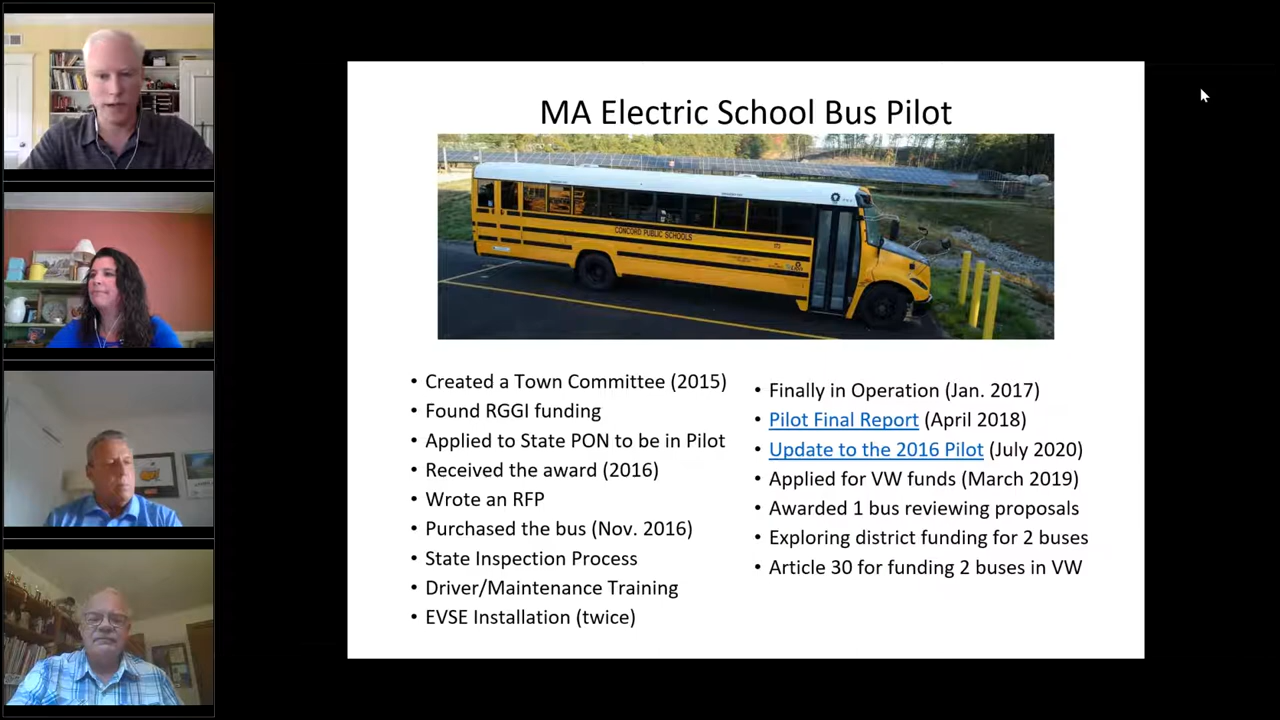 MA Electric School Bus Pilot
CONCORD PUBLIC SCHOOLS
• Created a Town Committee (2015)
• Found RGGI funding
• Applied to State PON to be in Pilot
• Received the award (2016)
• Wrote an RFP
• Purchased the bus (Nov. 2016)
• State Inspection Process
• Driver/Maintenance Training
• EVSE Installation (twice)
• Finally in Operation (Jan. 2017)
• Pilot Final Report (April 2018)
• Update to the 2016 Pilot (July 2020)
• Applied for VW funds (March 2019)
• Awarded 1 bus reviewing proposals
• Exploring district funding for 2 buses
• Article 30 for funding 2 buses in VW